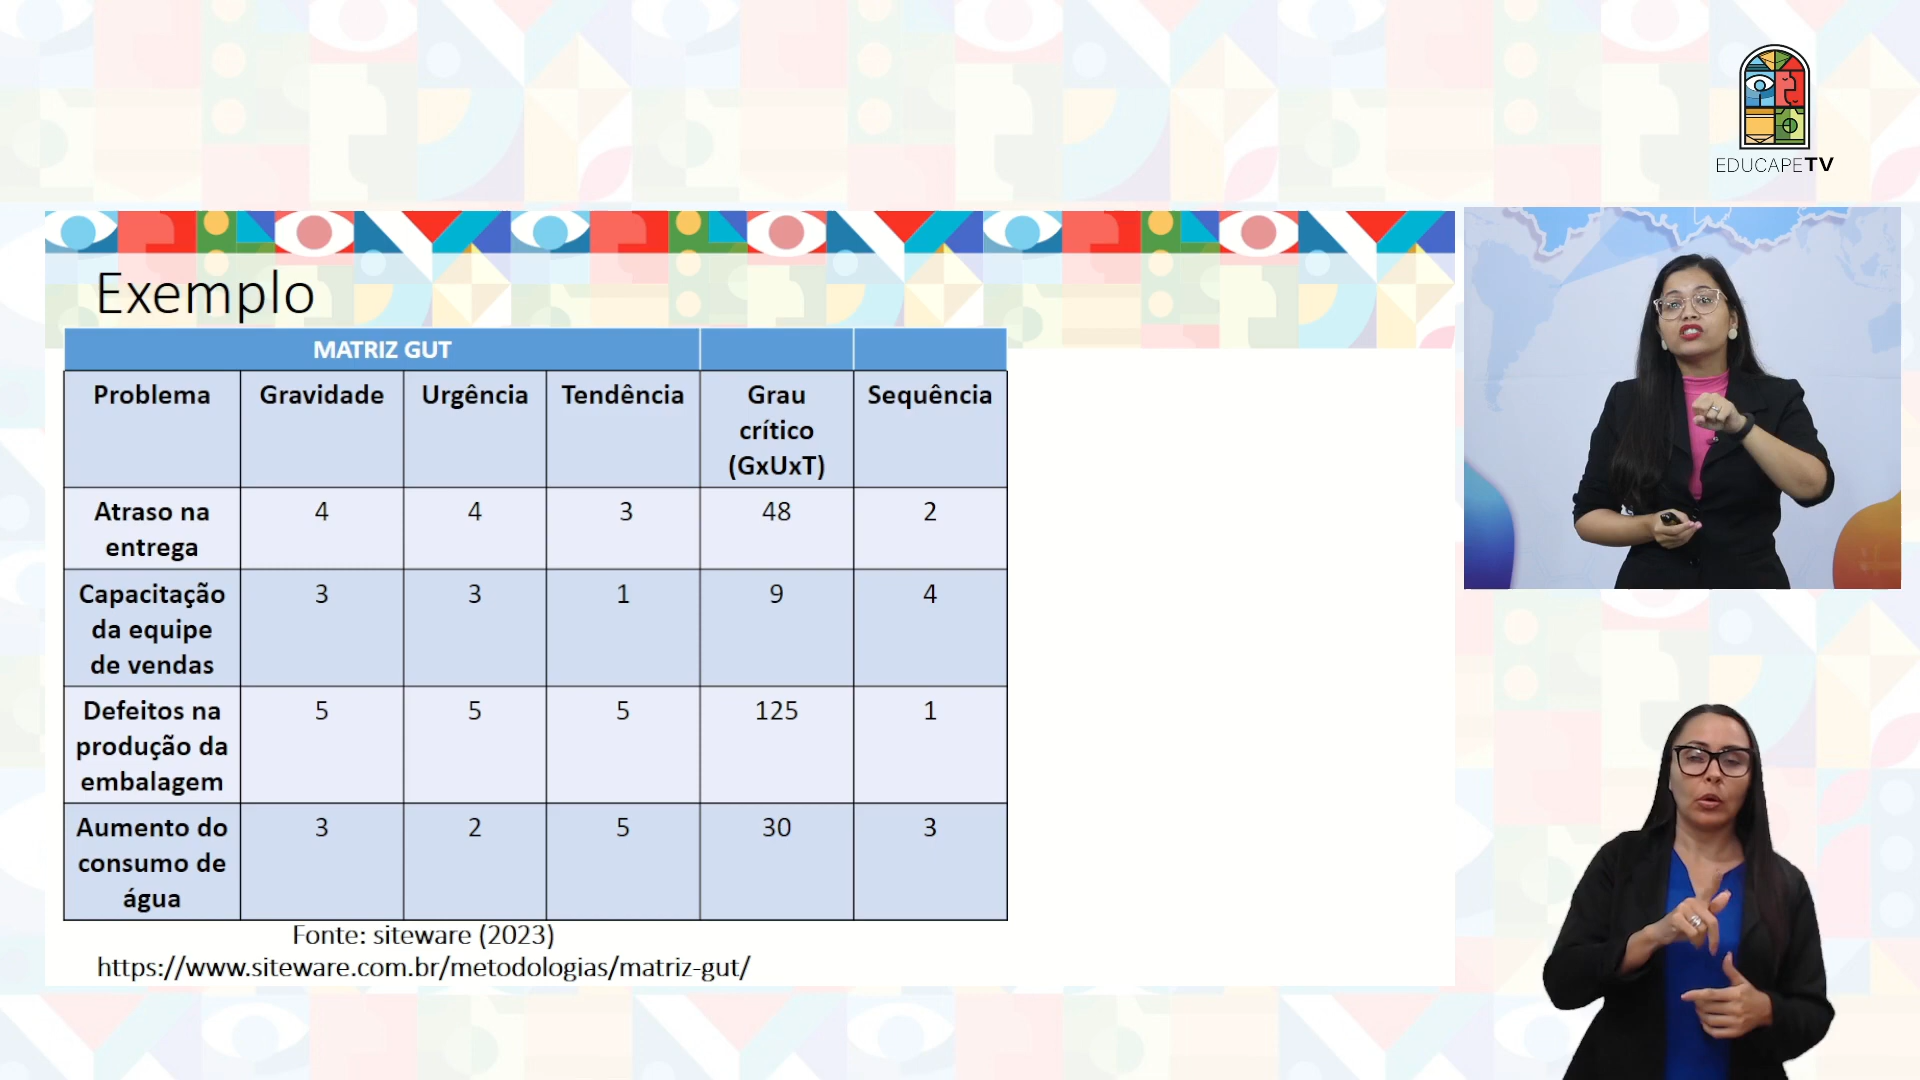 EDUCAPETV
Exemplo
MATRIZ GUT
Problema Gravidade Urgência Tendência Grau crítico (GxUxT) Sequência
Atraso na entrega 4 4 3 48 2
Capacitação da equipe de vendas 3 3 1 9 4
Defeitos na produção da embalagem 5 5 5 125 1
Aumento do consumo de água 3 2 5 30 3
Fonte: siteware (2023)
https://www.siteware.com.br/metodologias/matriz-gut/